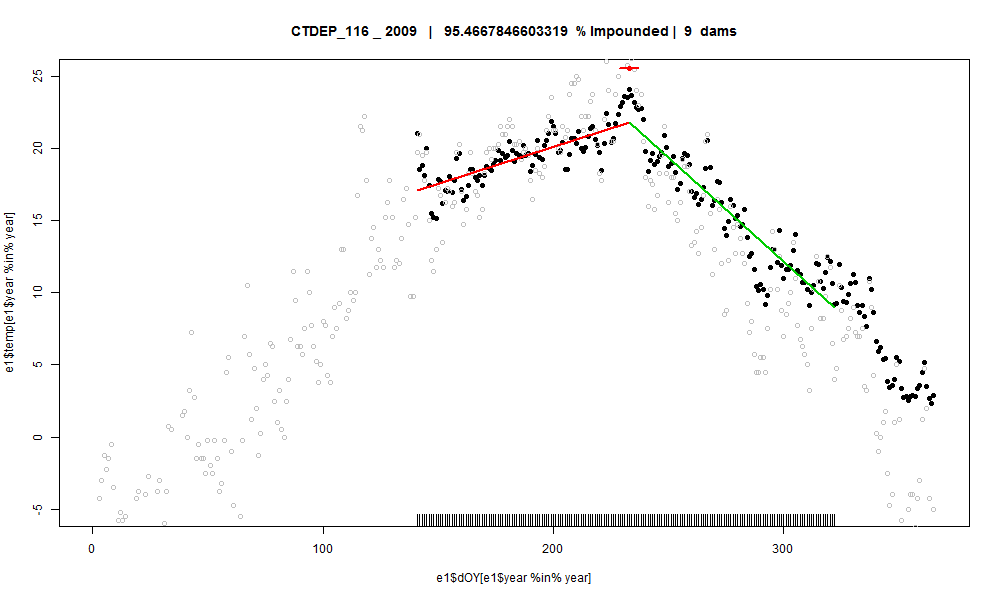 CTDEP_116 _ 2009 | 95.4667846603319 % Impounded | 9 dams
e1$temp[e1$year %in% year]
25
20
15
10
5
0
-5
0 100 200 300
e1$dOY[e1$year %in% year]